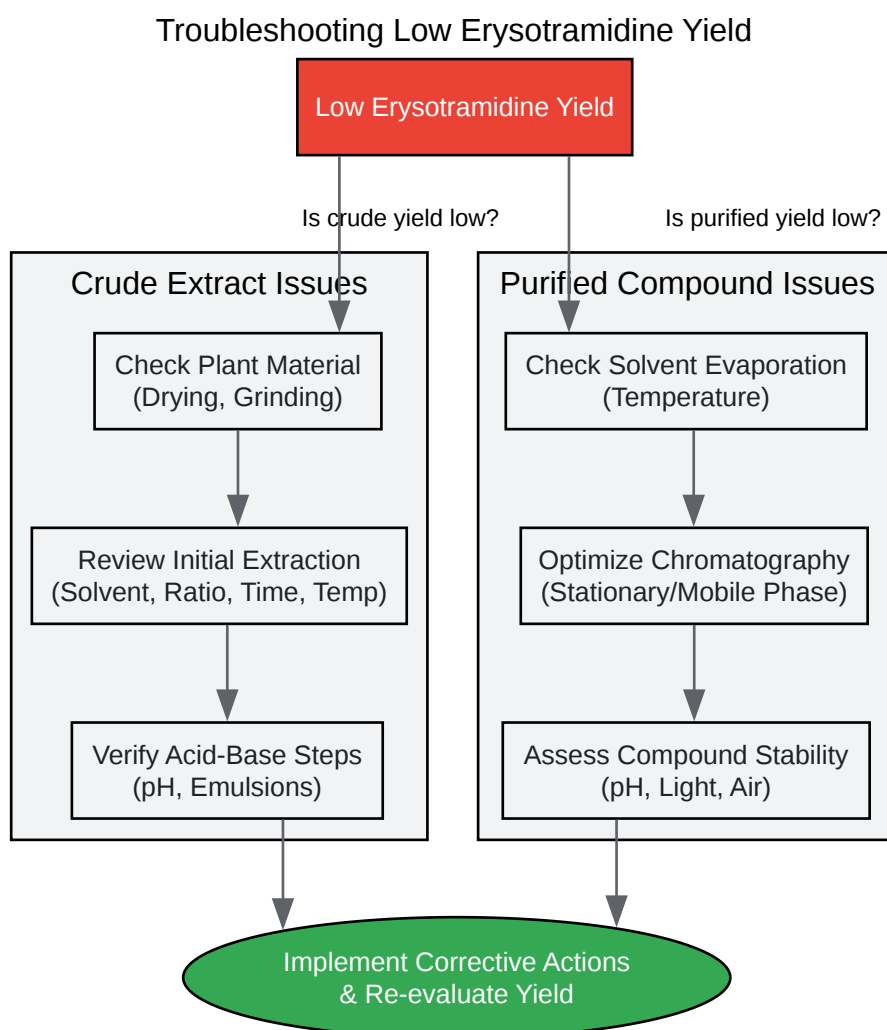 Troubleshooting Low Erysotramidine Yield
Low Erysotramidine Yield
Is crude yield low?
Is purified yield low?
Crude Extract Issues
Purified Compound Issues
Check Plant Material
(Drying, Grinding)
Check Solvent Evaporation
(Temperature)
Review Initial Extraction
(Solvent, Ratio, Time, Temp)
Optimize Chromatography
(Stationary/Mobile Phase)
Verify Acid-Base Steps
(pH, Emulsions)
Assess Compound Stability
(pH, Light, Air)
Implement Corrective Actions
& Re-evaluate Yield